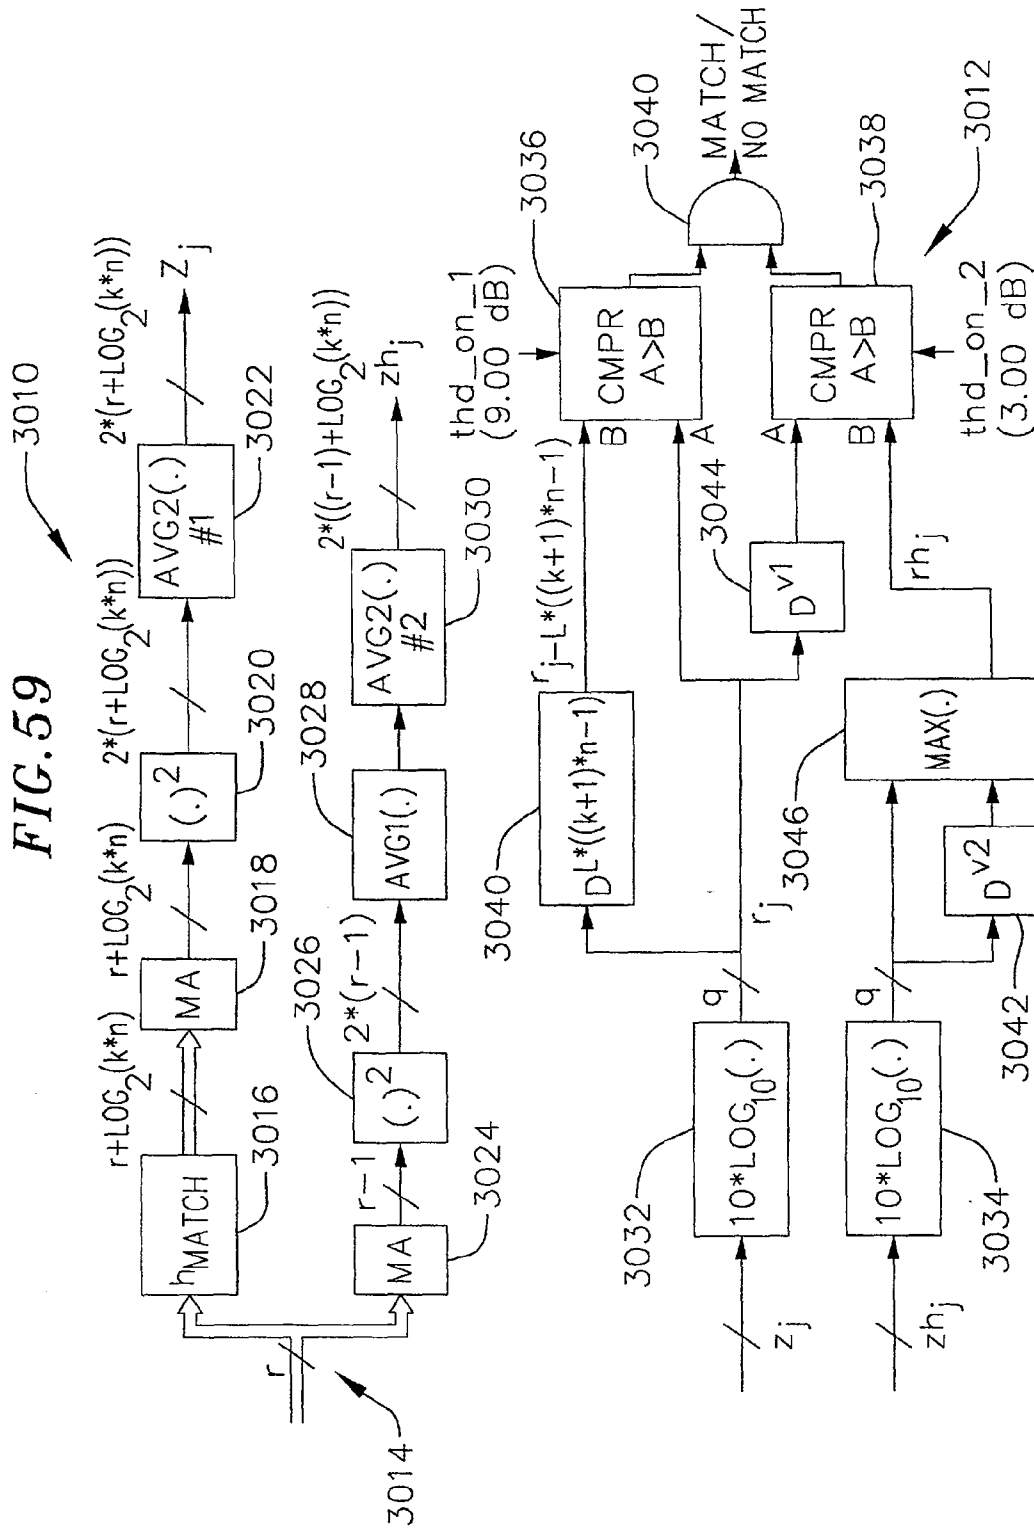 FIG.59
3010
r+LOG2(k*n)
r+LOG2(k*n)
2*(r+LOG2(k*n))
2*(r+LOG2(k*n))
hMATCH
MA
(.)²
AVG2(.)
#1
Zj
3016
3018
3020
3022
r
3014
r-1
2*(r-1)
2*((r-1)+LOG2(k*n))
MA
(.)²
AVG1(.)
AVG2(.)
#2
zhj
3024
3026
3028
3030
thd_on_1
(9.00 dB)
3036
3040
D^L*((k+1)*n-1)
rj-L*((k+1)*n-1)
B
A
CMPR
A>B
3040
MATCH/
NO MATCH
zj
3032
10*LOG10(.)
q
rj
D^v1
3044
A
B
CMPR
A>B
3038
3012
thd_on_2
(3.00 dB)
zhj
3034
10*LOG10(.)
q
D^v2
3042
MAX(.)
3046
rhj